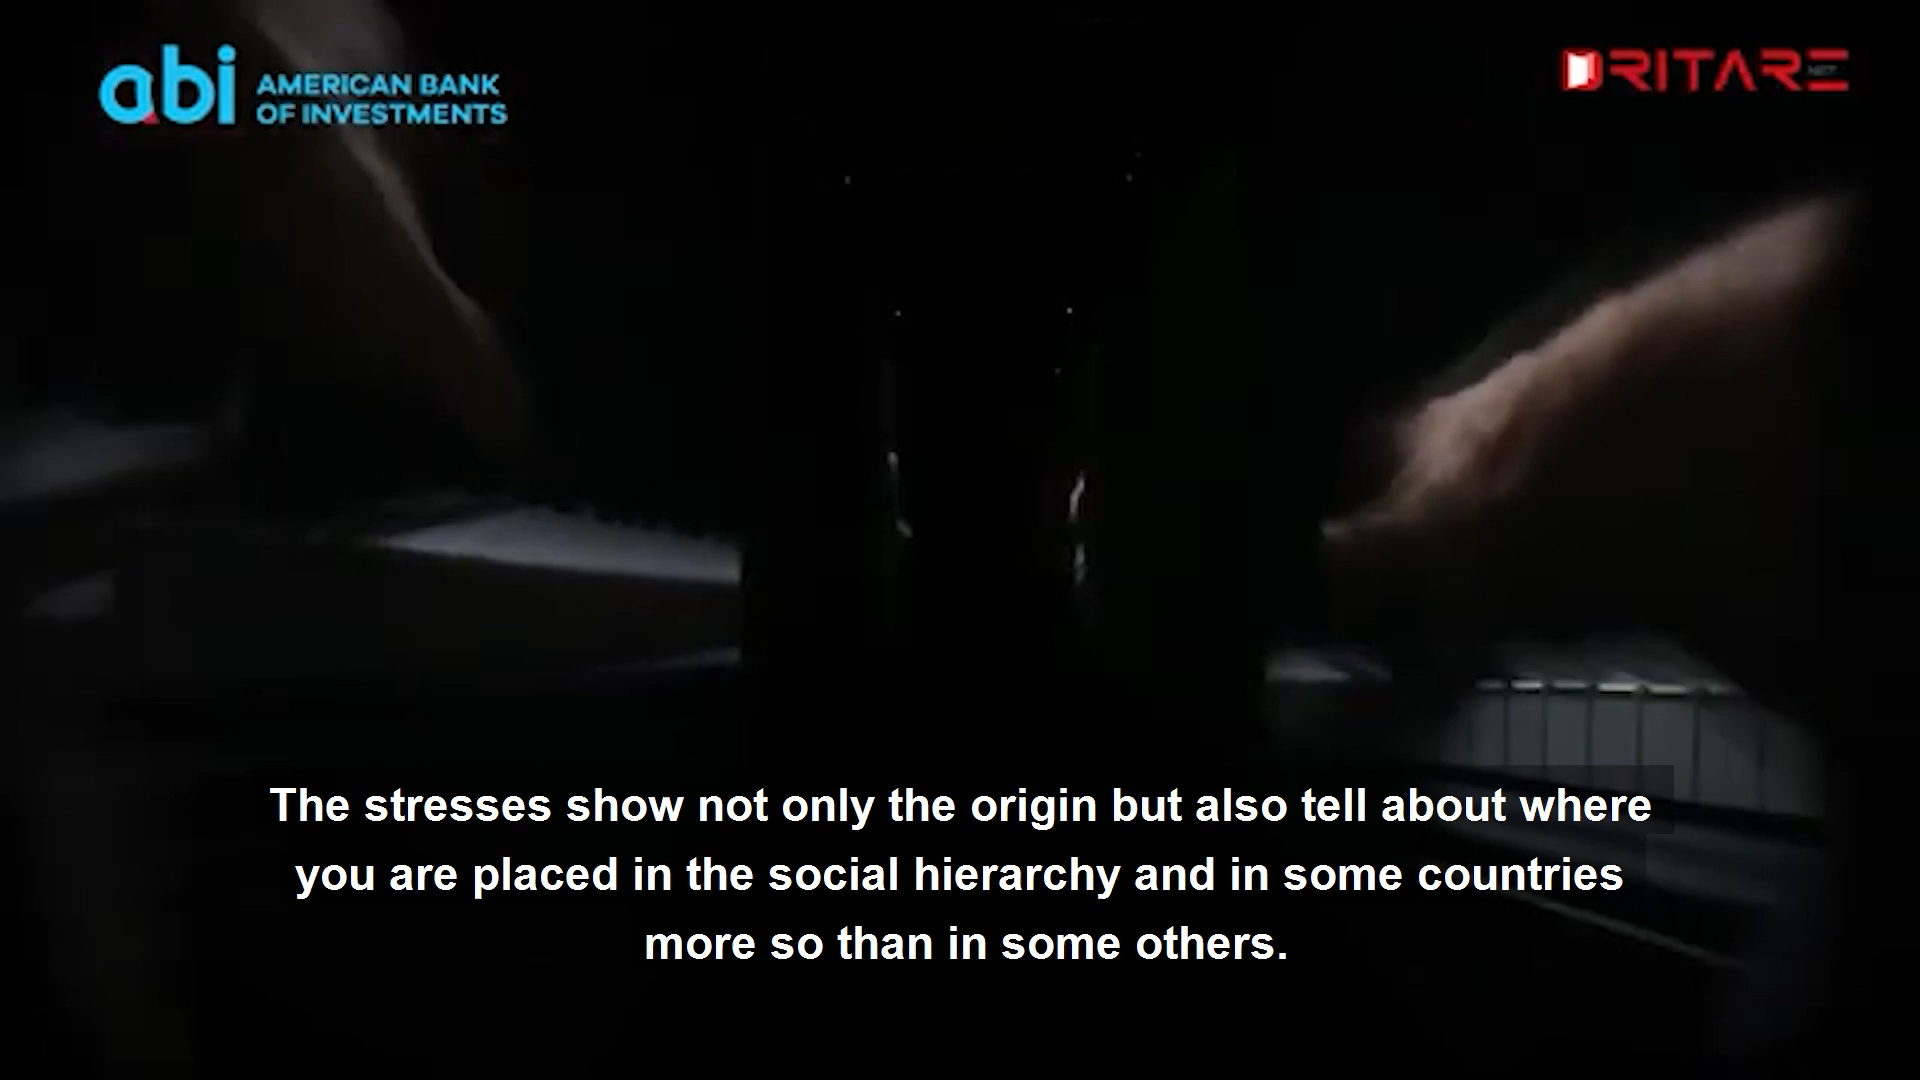 abi AMERICAN BANK
OF INVESTMENTS
DRITARE
The stresses show not only the origin but also tell about where
you are placed in the social hierarchy and in some countries
more so than in some others.